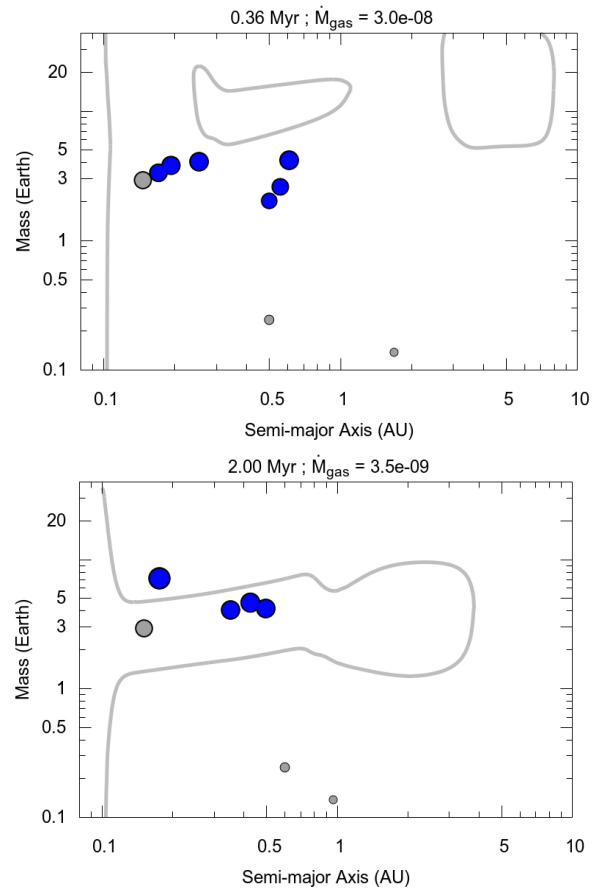 0.36 Myr ; Ṁgas = 3.0e-08
20
5
3
1
0.5
0.1
Mass (Earth)
0.1 0.5 1 5 10
Semi-major Axis (AU)
2.00 Myr ; Ṁgas = 3.5e-09
20
5
3
1
0.5
0.1
Mass (Earth)
0.1 0.5 1 5 10
Semi-major Axis (AU)